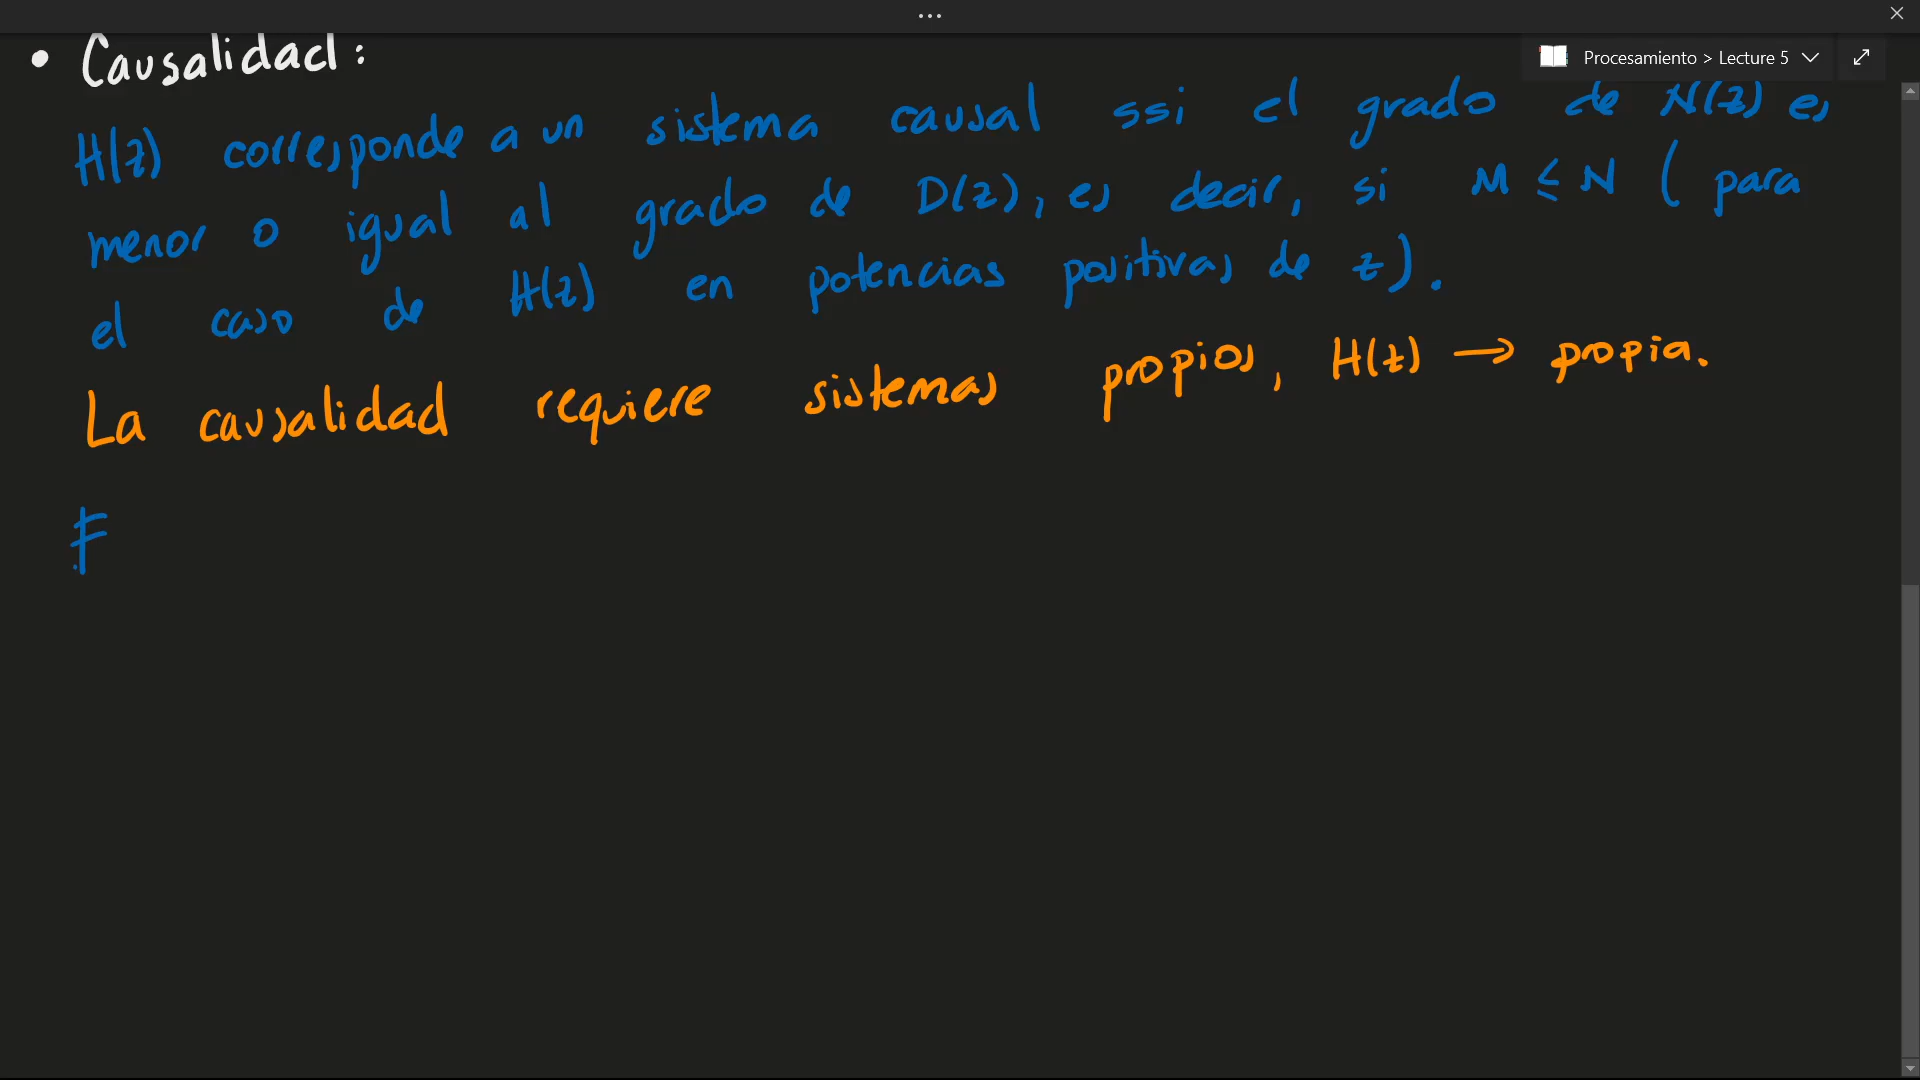 ...
• Causalidad:
Procesamiento > Lecture 5
H(z) corresponde a un sistema causal ssi el grado de N(z) es
menor o igual al grado de D(z), es decir, si M ≤ N ( para
el caso de H(z) en potencias positivas de z).
La causalidad requiere sistemas propios, H(z) → propia.
F